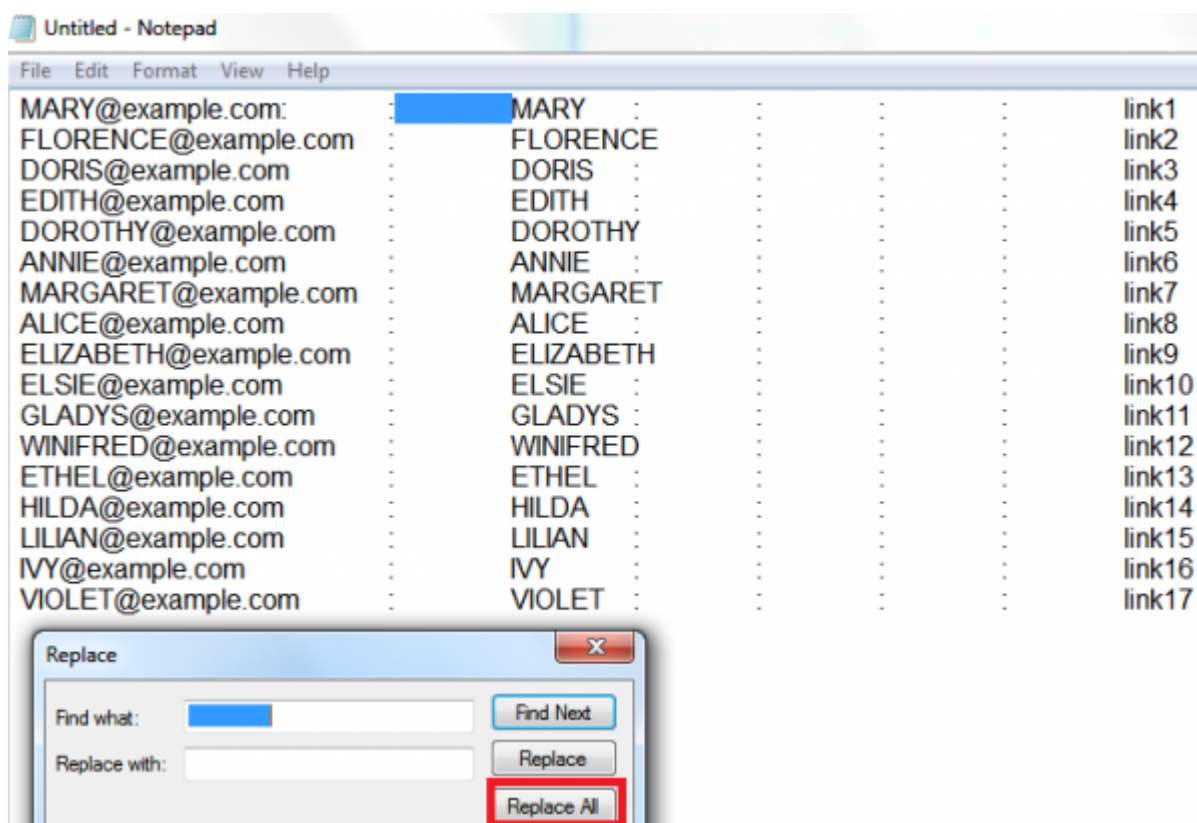 Untitled - Notepad
File Edit Format View Help
MARY@example.com: : MARY : : : : link1
FLORENCE@example.com : FLORENCE : : : link2
DORIS@example.com : DORIS : : : : link3
EDITH@example.com : EDITH : : : : link4
DOROTHY@example.com : DOROTHY : : : link5
ANNIE@example.com : ANNIE : : : : link6
MARGARET@example.com : MARGARET : : : link7
ALICE@example.com : ALICE : : : : link8
ELIZABETH@example.com : ELIZABETH : : : link9
ELSIE@example.com : ELSIE : : : : link10
GLADYS@example.com : GLADYS : : : : link11
WINIFRED@example.com : WINIFRED : : : link12
ETHEL@example.com : ETHEL : : : : link13
HILDA@example.com : HILDA : : : : link14
LILIAN@example.com : LILIAN : : : : link15
IVY@example.com : IVY : : : : link16
VIOLET@example.com : VIOLET : : : : link17
Replace
Find what: Find Next
Replace with: Replace
Replace All